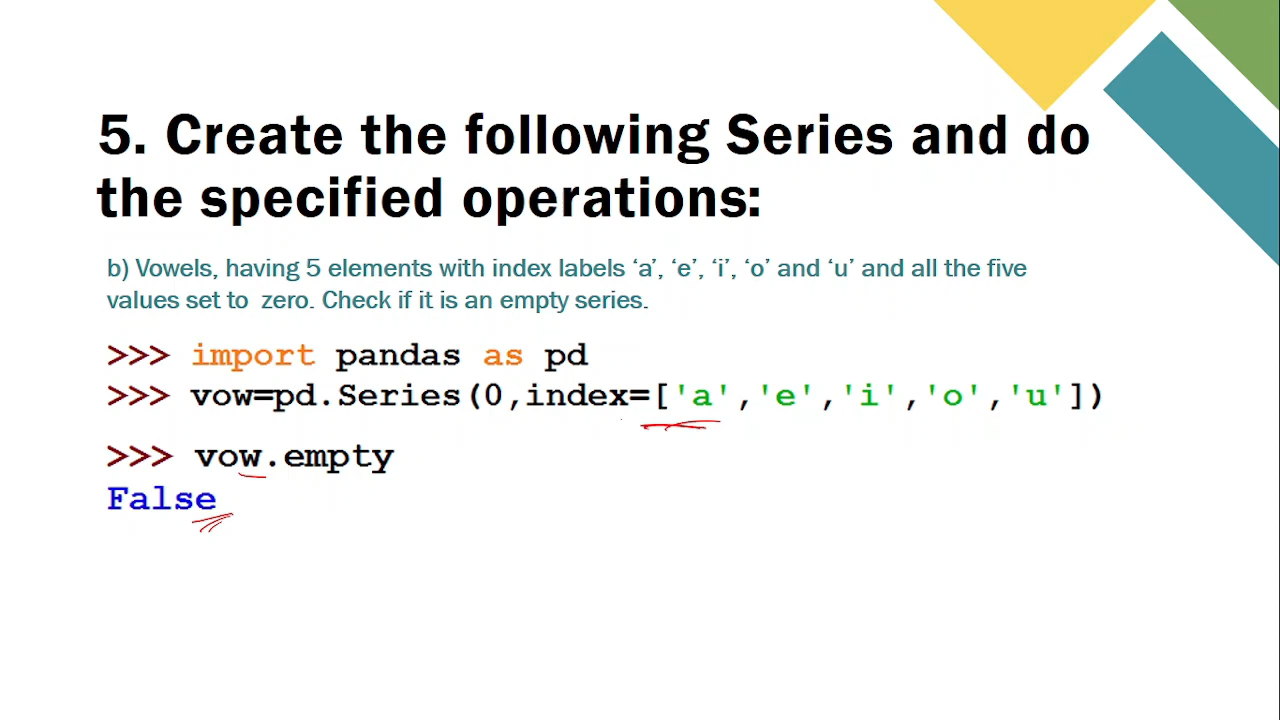 5. Create the following Series and do
the specified operations:
b) Vowels, having 5 elements with index labels ‘a’, ‘e’, ‘i’, ‘o’ and ‘u’ and all the five
values set to  zero. Check if it is an empty series.
>>> import pandas as pd
>>> vow=pd.Series(0,index=['a','e','i','o','u'])
>>> vow.empty
False